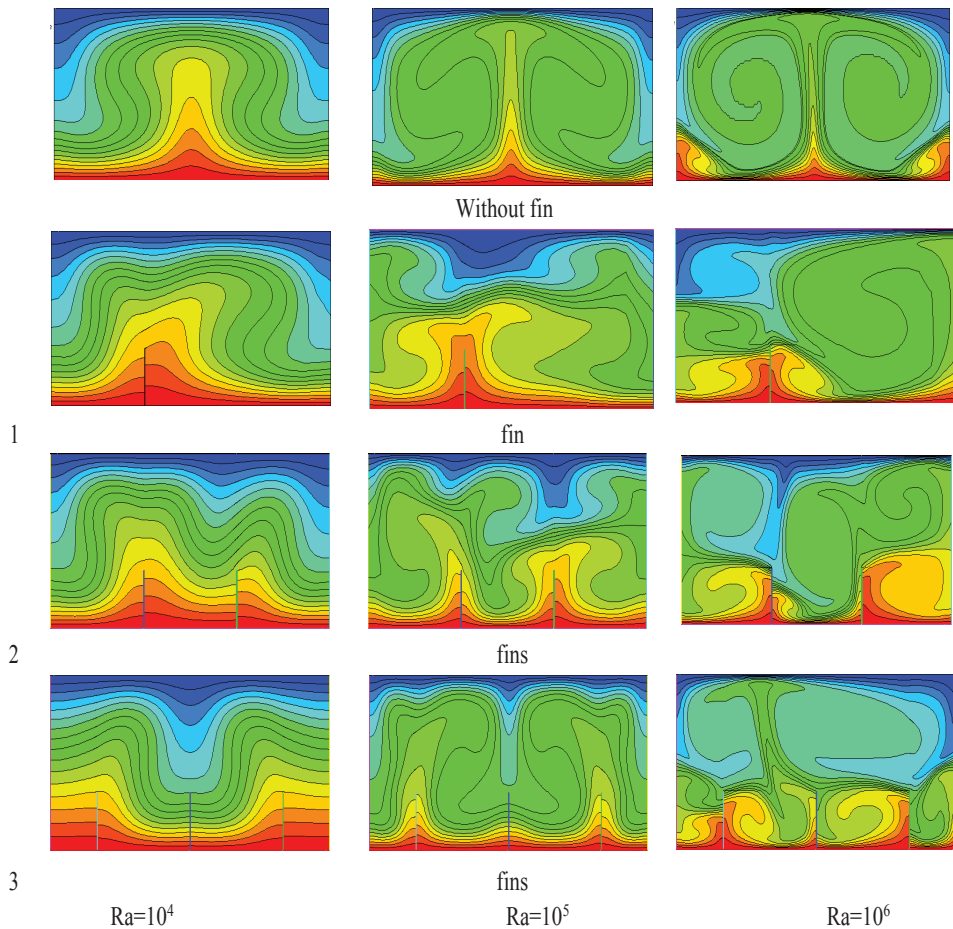 Without fin
1 fin
2 fins
3 fins
Ra=10⁴ Ra=10⁵ Ra=10⁶